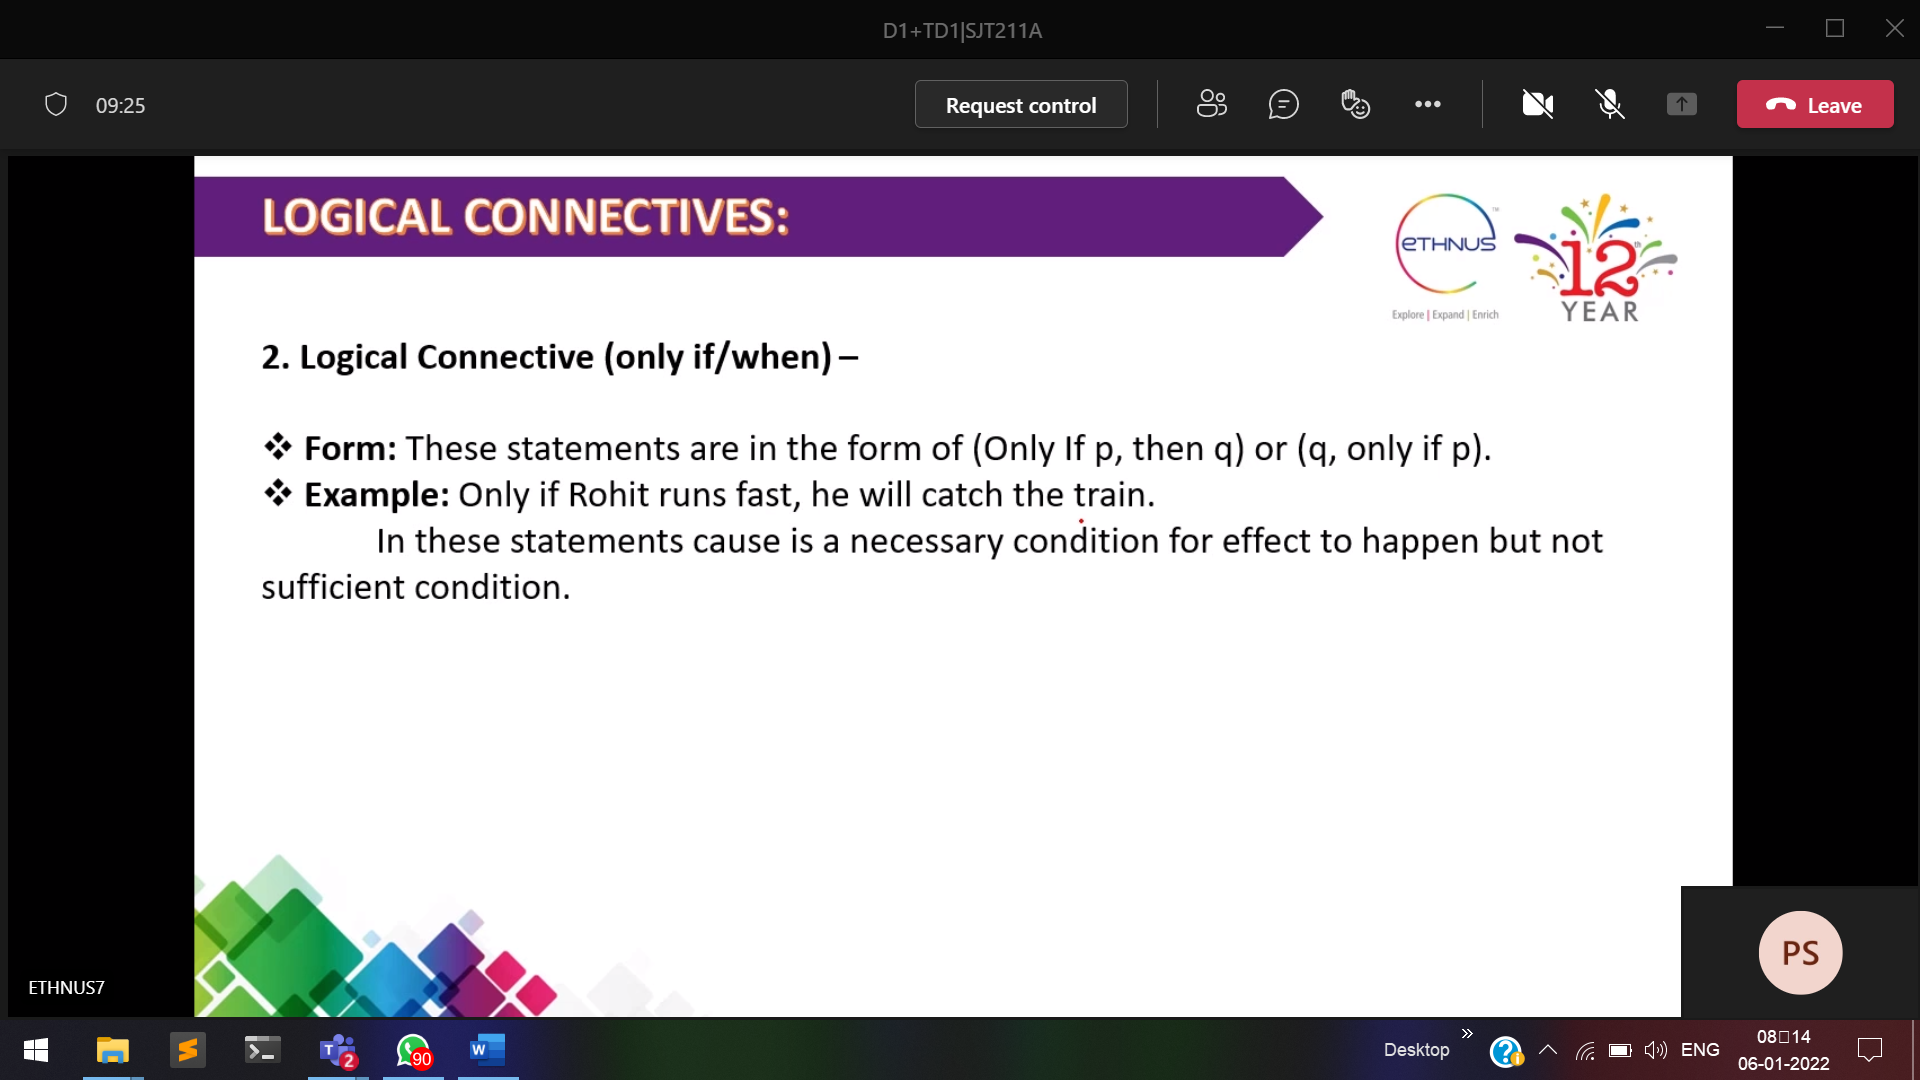 D1+TD1|SJT211A
09:25
Request control
Leave
LOGICAL CONNECTIVES:
eTHNUS
TM
Explore | Expand | Enrich
12th
YEAR
2. Logical Connective (only if/when) –
❖ Form: These statements are in the form of (Only If p, then q) or (q, only if p).
❖ Example: Only if Rohit runs fast, he will catch the train.
In these statements cause is a necessary condition for effect to happen but not
sufficient condition.
ETHNUS7
PS
T
2
90
W
Desktop
ENG
08□14
06-01-2022